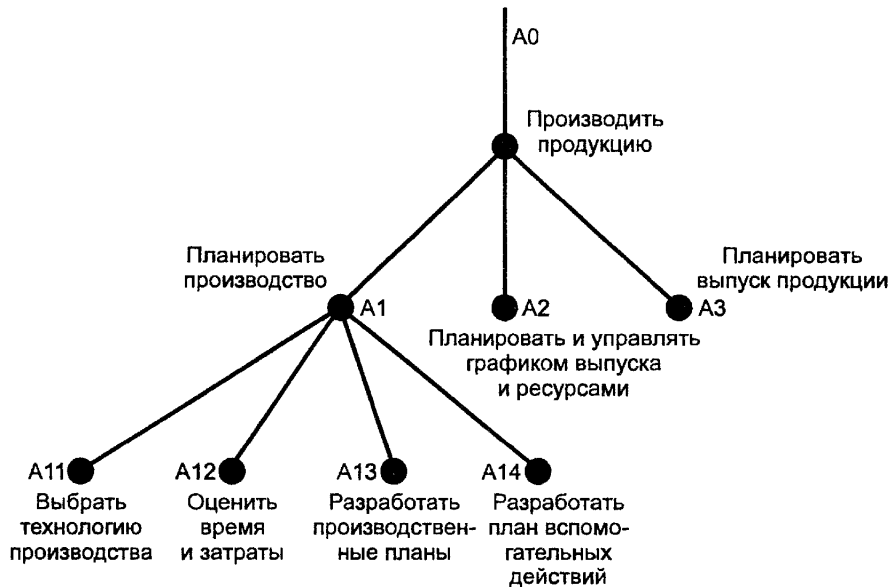 A0
Производить
продукцию
Планировать
производство
A1
A2
Планировать и управлять
графиком выпуска
и ресурсами
Планировать
выпуск продукции
A3
A11
Выбрать
технологию
производства
A12
Оценить
время
и затраты
A13
Разработать
производствен-
ные планы
A14
Разработать
план вспомо-
гательных
действий